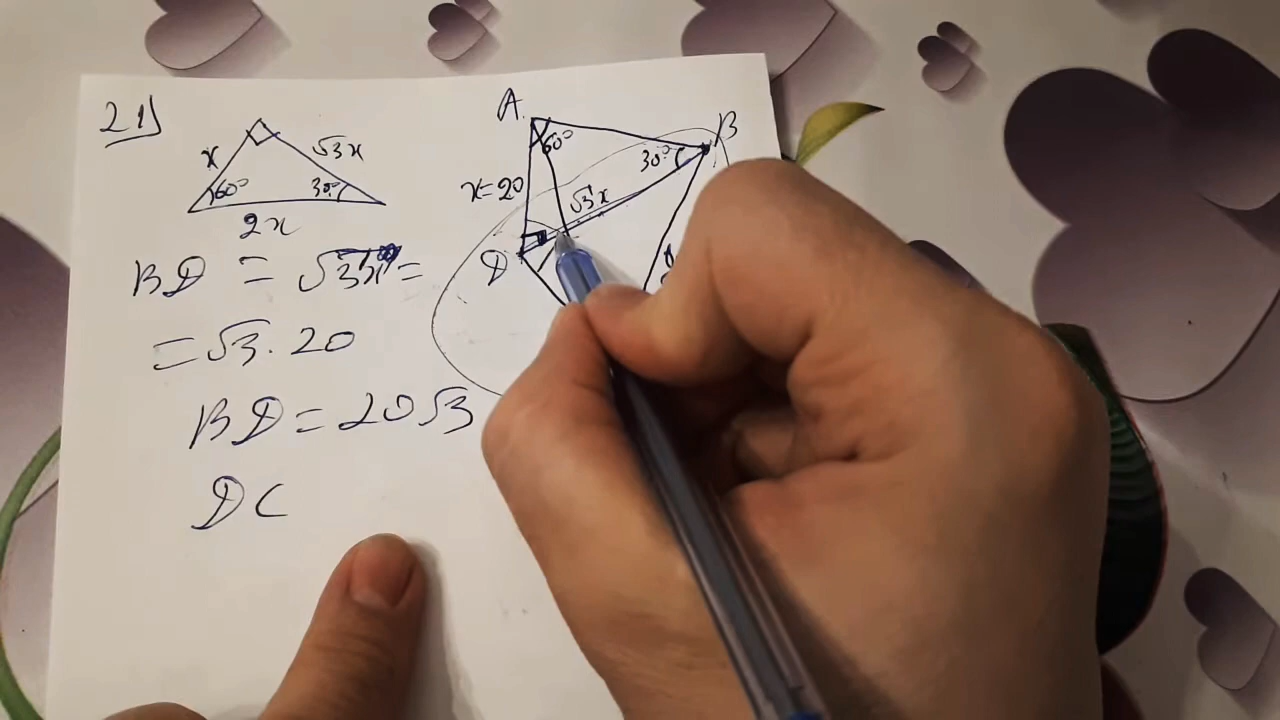 21)
x
√3x
60°
30°
2x
A
B
60°
30°
x=20
√3x
D
BD = √3x =
= √3 . 20
BD = 20√3
DC